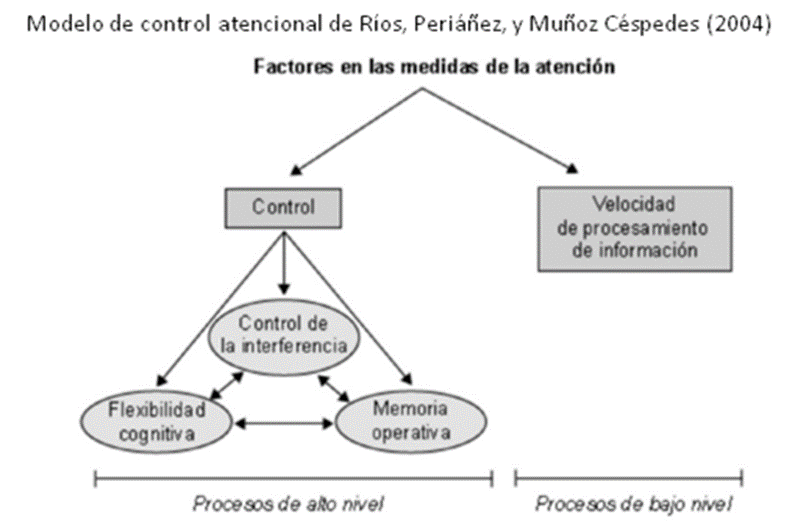 Modelo de control atencional de Ríos, Periáñez, y Muñoz Céspedes (2004)
Factores en las medidas de la atención
Control
Velocidad
de procesamiento
de información
Control de
la interferencia
Flexibilidad
cognitiva
Memoria
operativa
Procesos de alto nivel
Procesos de bajo nivel